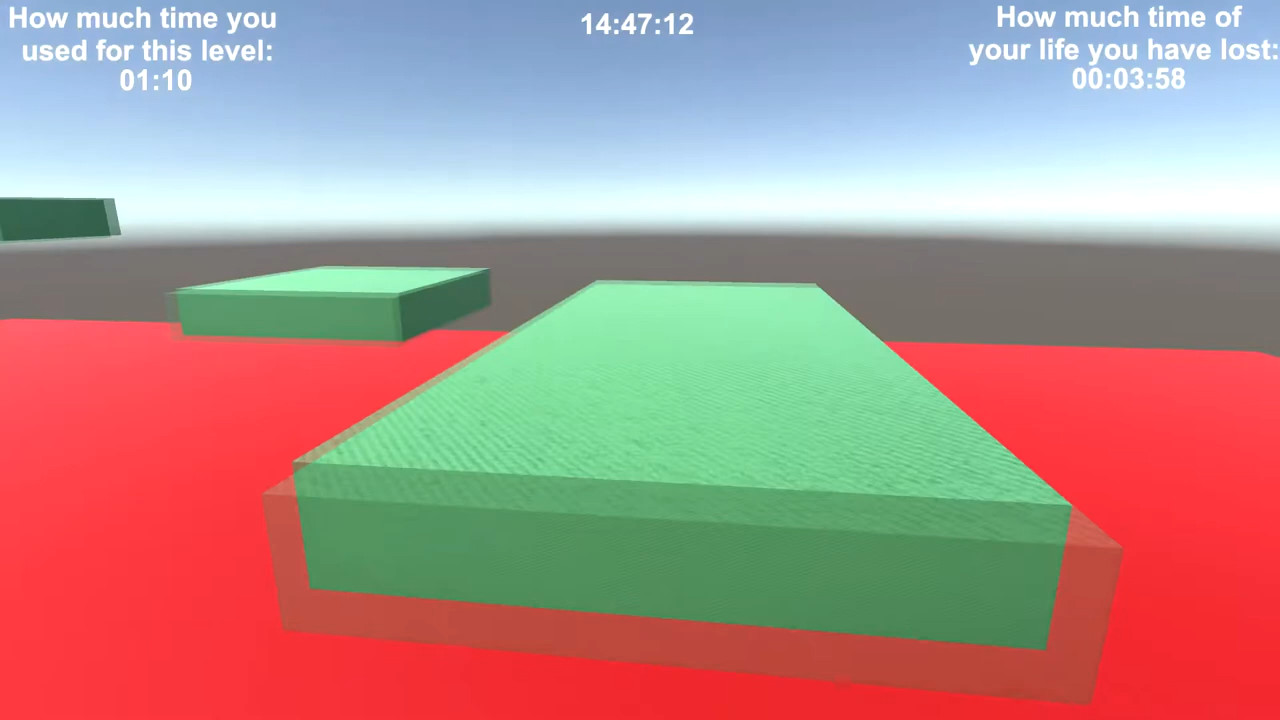 How much time you
used for this level:
01:10
14:47:12
How much time of
your life you have lost:
00:03:58